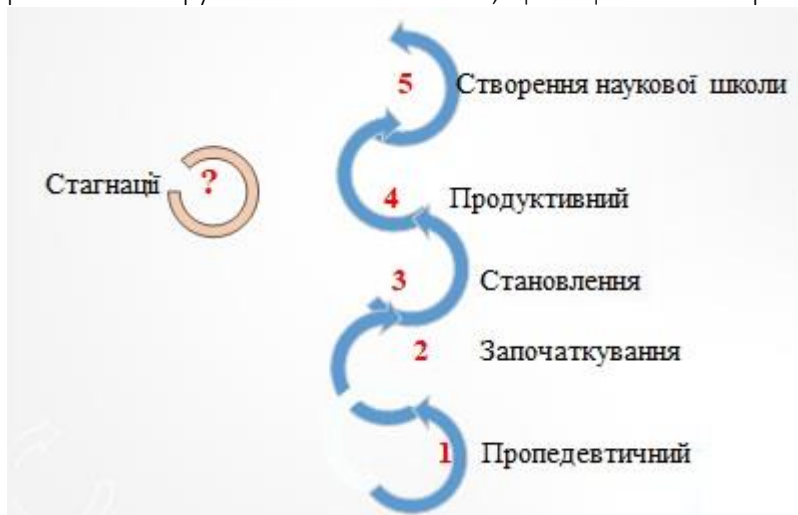 5 Створення наукової школи
Стагнації ?
4 Продуктивний
3 Становлення
2 Започаткування
1 Пропедевтичний